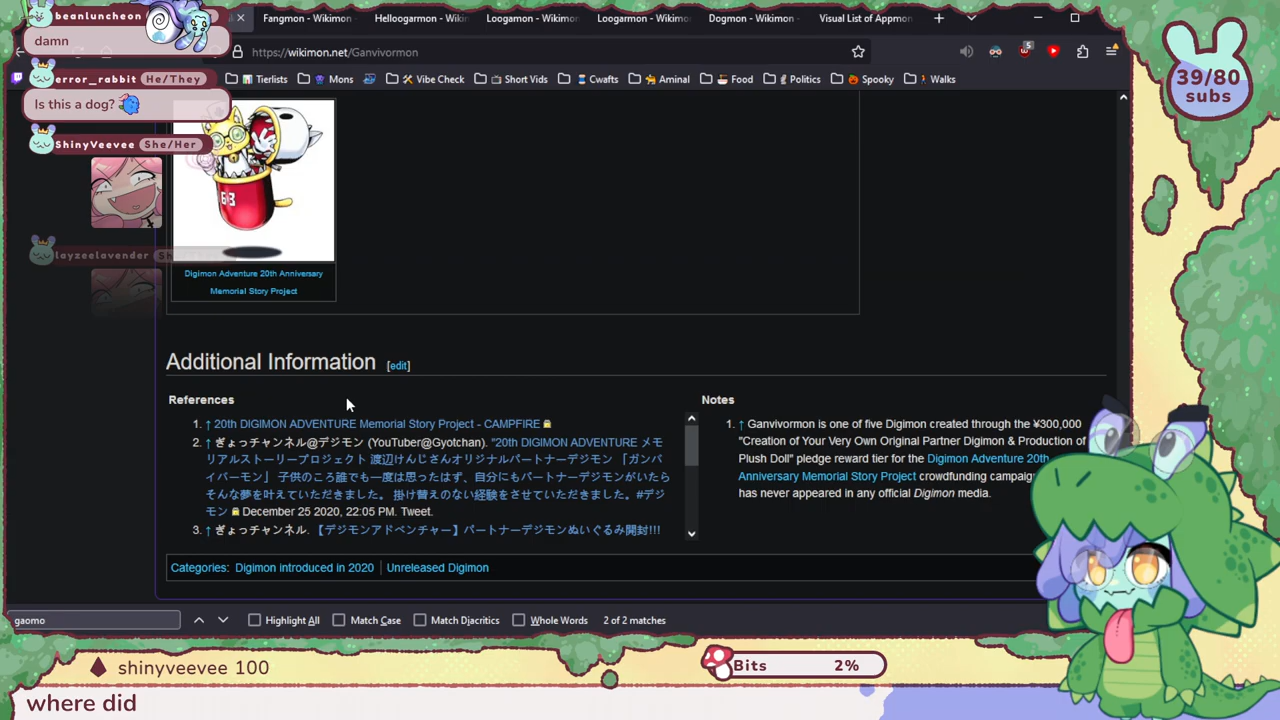 beanluncheon
damn
error_rabbit He/They
Is this a dog?
ShinyVeevee She/Her
layzeelavender
Fangmon - Wikimon
Helloogarmon - Wiki
Loogamon - Wikimon
Loogarmon - Wikimo
Dogmon - Wikimon
Visual List of Appmon
https://wikimon.net/Ganvivormon
5
Tierlists
Mons
Vibe Check
Short Vids
Cwafts
Aminal
Food
Politics
Spooky
Walks
39/80
subs
63
Digimon Adventure 20th Anniversary
Memorial Story Project
Additional Information [edit]
References
1. ↑ 20th DIGIMON ADVENTURE Memorial Story Project - CAMPFIRE
2. ↑ ぎょっチャンネル@デジモン (YouTuber@Gyotchan). "20th DIGIMON ADVENTURE メモ
リアルストーリープロジェクト 渡辺けんじさんオリジナルパートナーデジモン 「ガンバ
イバーモン」 子供のころ誰でも一度は思ったはず、自分にもパートナーデジモンがいたら
そんな夢を叶えていただきました。 掛け替えのない経験をさせていただきました。#デジ
モン December 25 2020, 22:05 PM. Tweet.
3. ↑ ぎょっチャンネル. 【デジモンアドベンチャー】パートナーデジモンぬいぐるみ開封!!!
Notes
1. ↑ Ganvivormon is one of five Digimon created through the ¥300,000
"Creation of Your Very Own Original Partner Digimon & Production of
Plush Doll" pledge reward tier for the Digimon Adventure 20th
Anniversary Memorial Story Project crowdfunding campaig
has never appeared in any official Digimon media.
Categories: Digimon introduced in 2020 | Unreleased Digimon
gaomo
Highlight All
Match Case
Match Diacritics
Whole Words
2 of 2 matches
shinyveevee 100
Bits 2%
where did